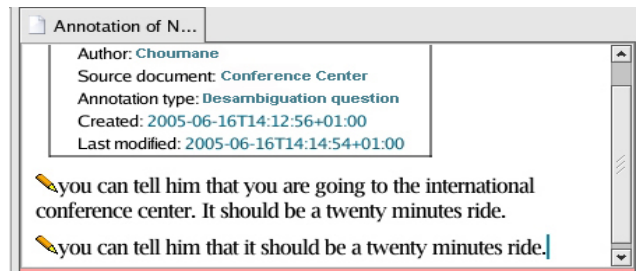 Annotation of N...
Author: Choumane
Source document: Conference Center
Annotation type: Desambiguation question
Created: 2005-06-16T14:12:56+01:00
Last modified: 2005-06-16T14:14:54+01:00
you can tell him that you are going to the international
conference center. It should be a twenty minutes ride.
you can tell him that it should be a twenty minutes ride.